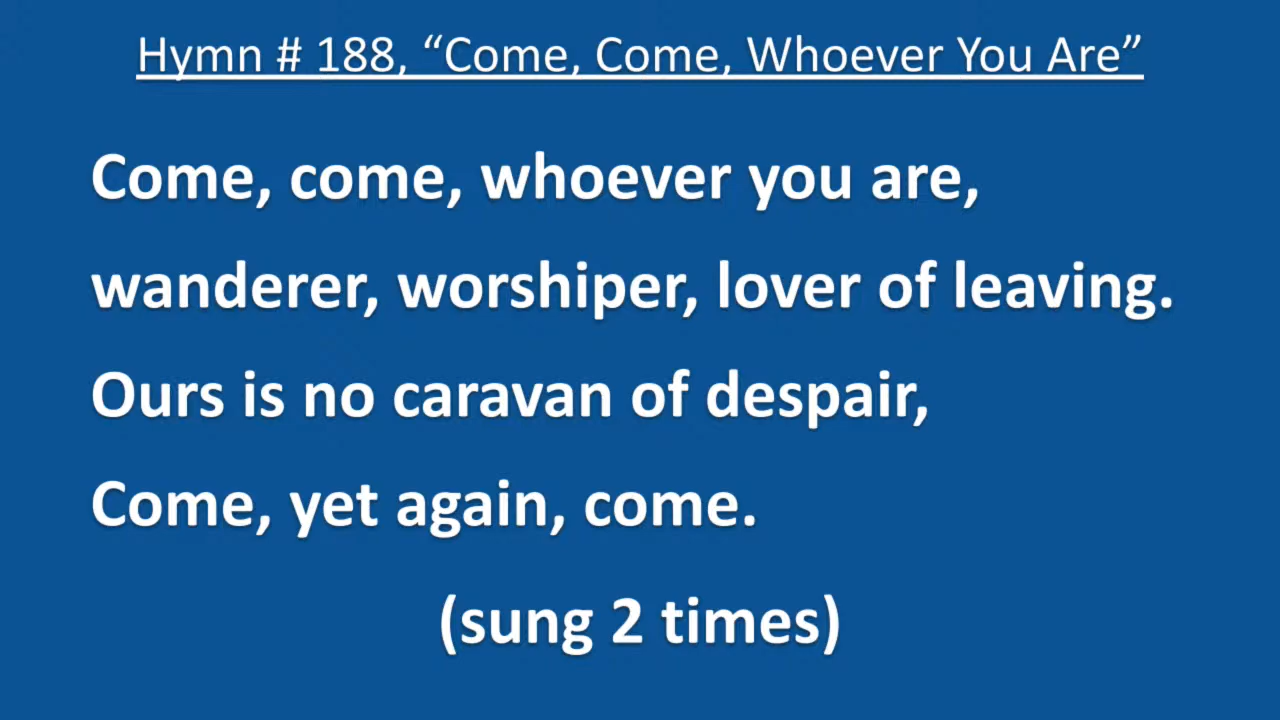 Hymn # 188, “Come, Come, Whoever You Are”
Come, come, whoever you are,
wanderer, worshiper, lover of leaving.
Ours is no caravan of despair,
Come, yet again, come.
(sung 2 times)